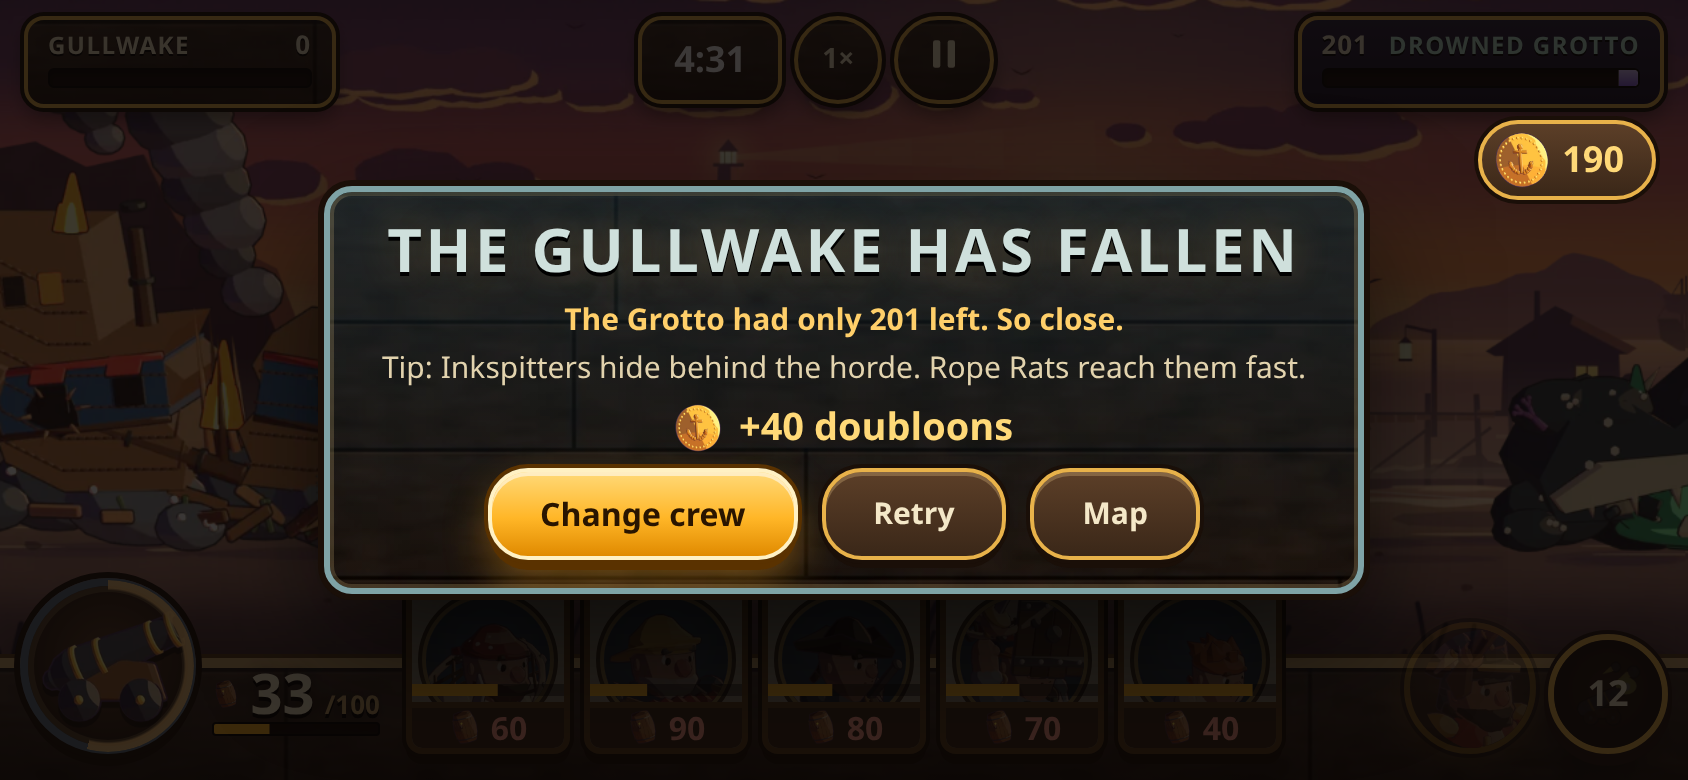 GULLWAKE 0
4:31
1×
201 DROWNED GROTTO
190
THE GULLWAKE HAS FALLEN
The Grotto had only 201 left. So close.
Tip: Inkspitters hide behind the horde. Rope Rats reach them fast.
+40 doubloons
Change crew
Retry
Map
33 /100
60
90
80
70
40
12